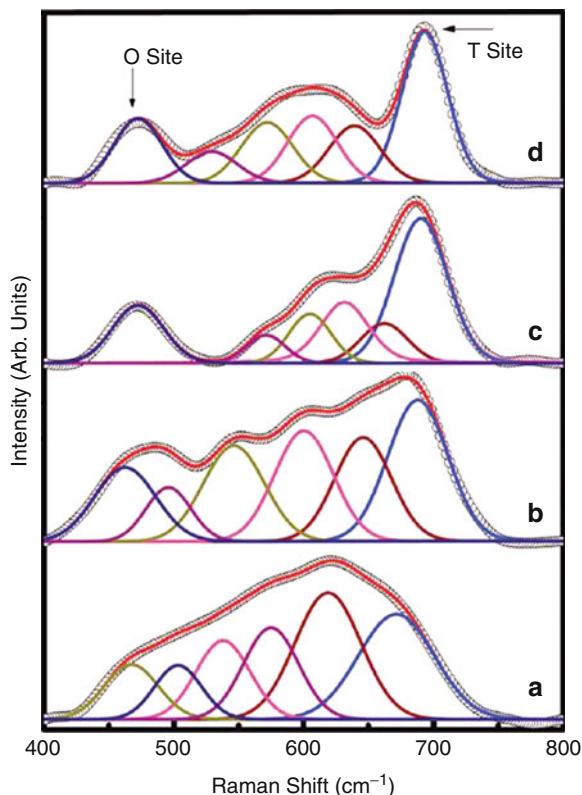 O Site
T Site
d
c
b
a
Intensity (Arb. Units)
400 500 600 700 800
Raman Shift (cm⁻¹)